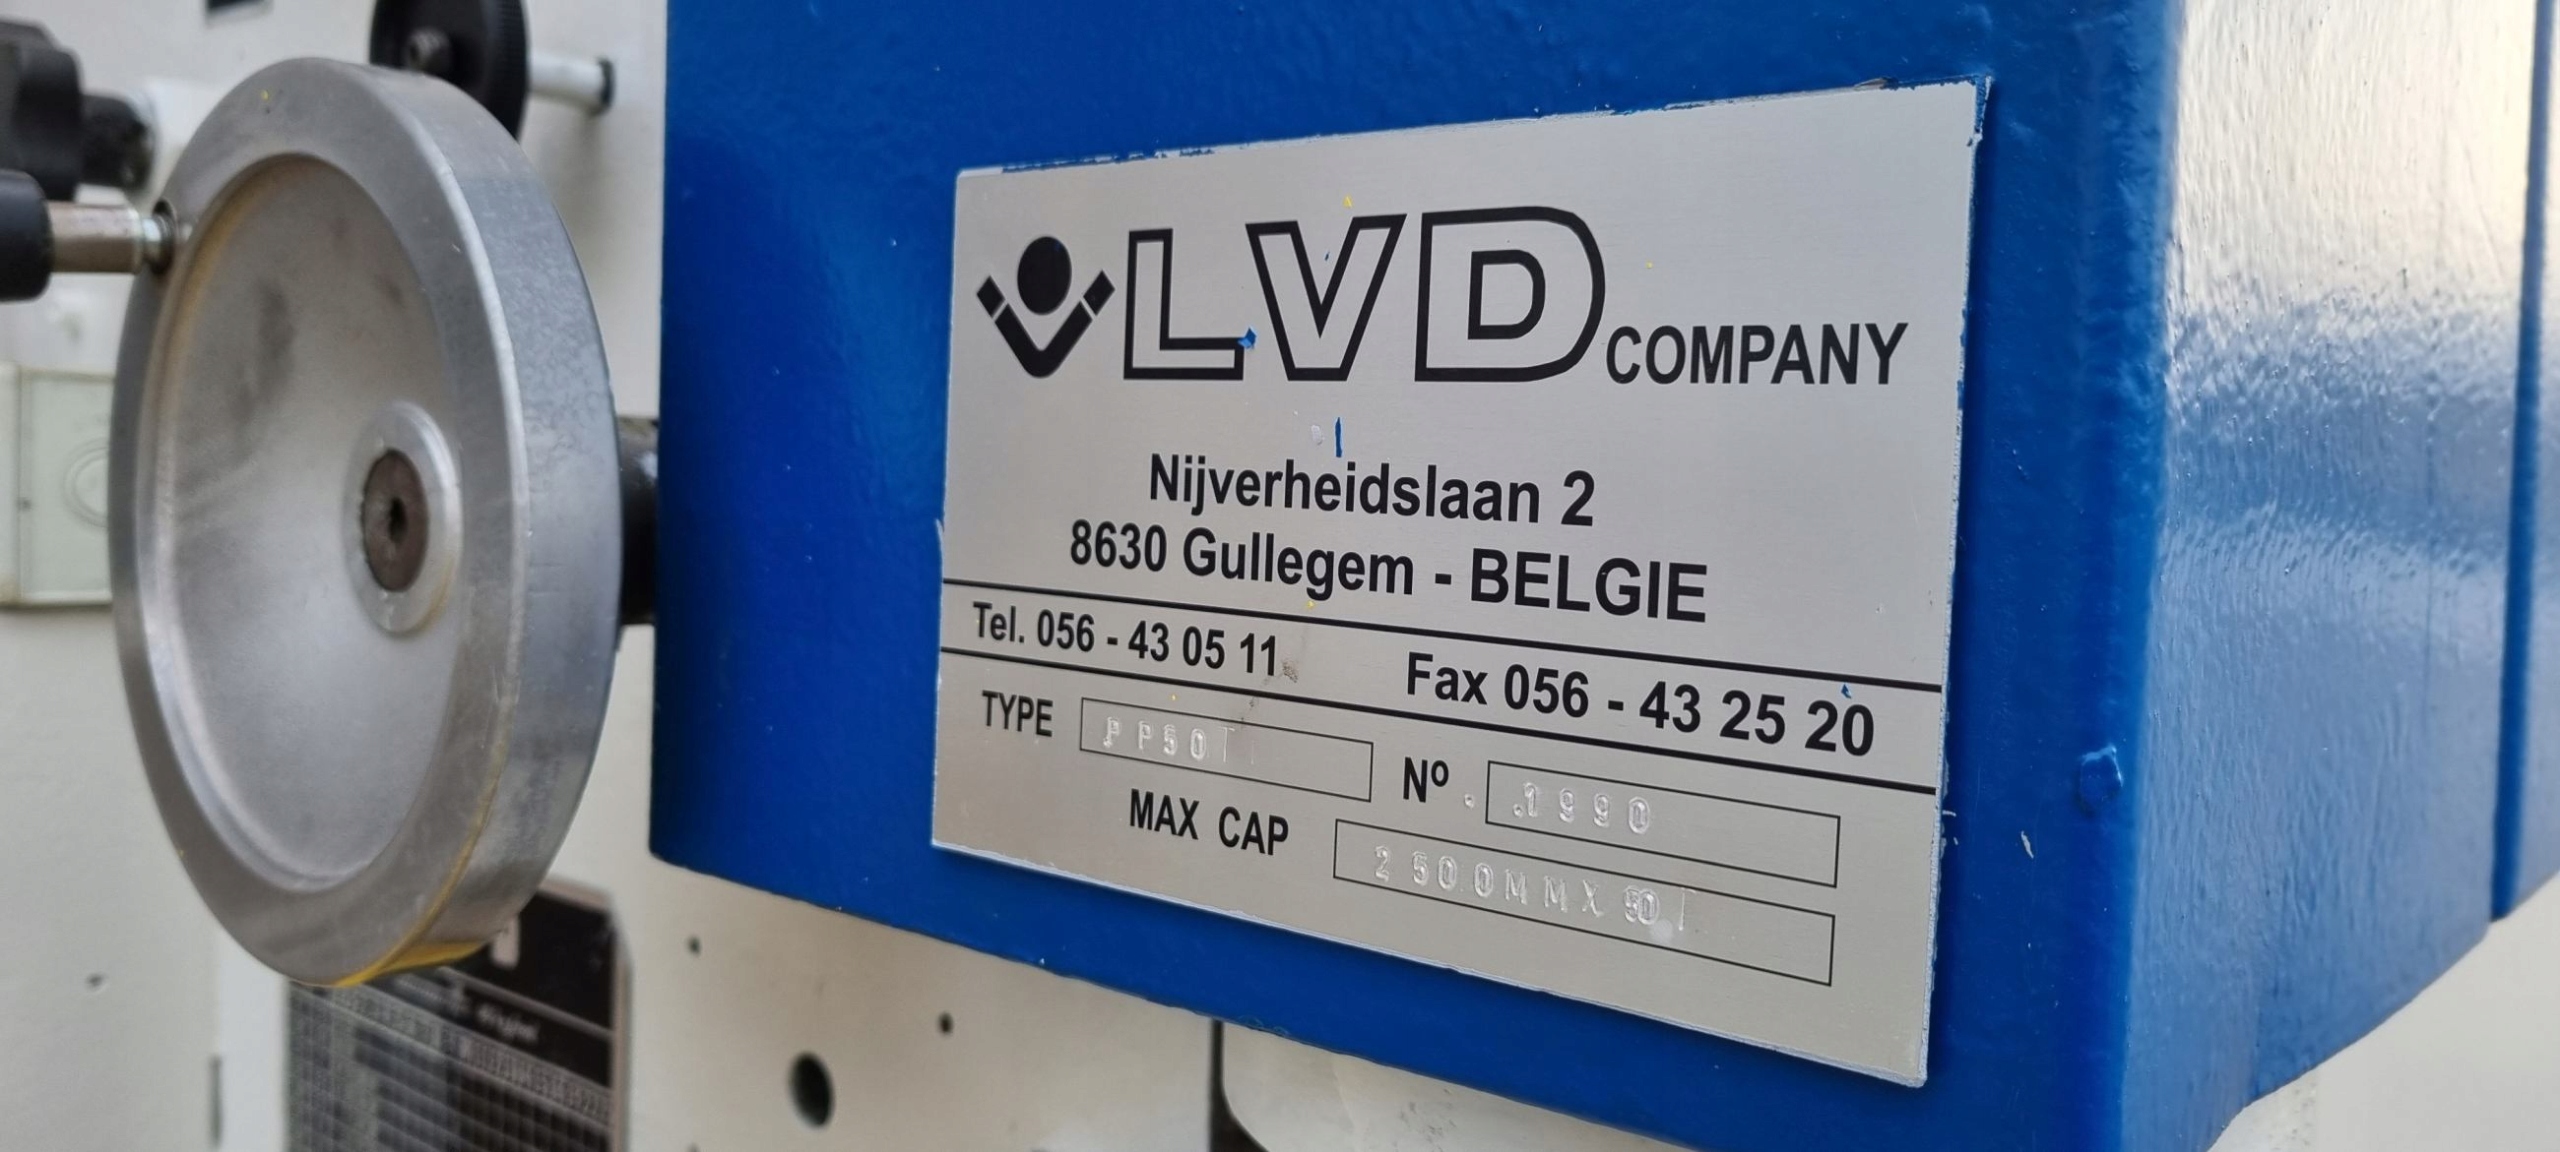 LVD COMPANY
Nijverheidslaan 2
8630 Gullegem - BELGIE
Tel. 056 - 43 05 11 Fax 056 - 43 25 20
TYPE PP50T Nº. 1990
MAX CAP 2500MMX50T